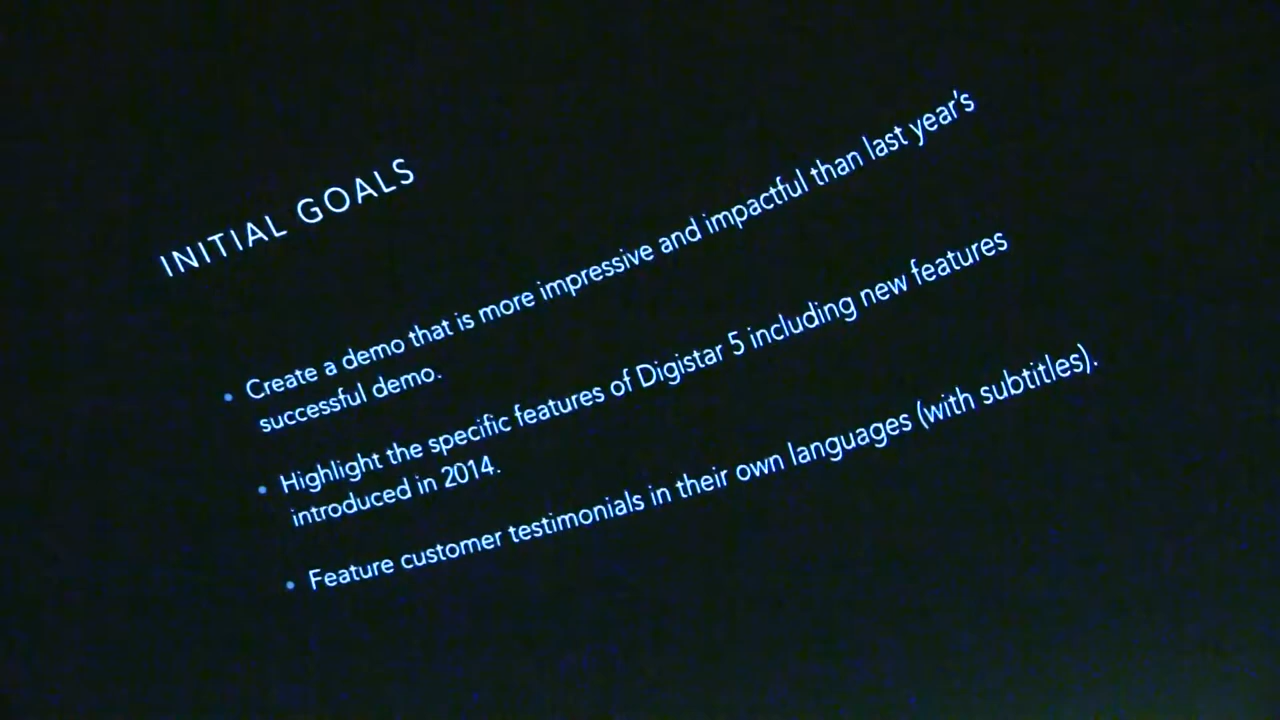 INITIAL GOALS
• Create a demo that is more impressive and impactful than last year's
successful demo.
• Highlight the specific features of Digistar 5 including new features
introduced in 2014.
• Feature customer testimonials in their own languages (with subtitles).